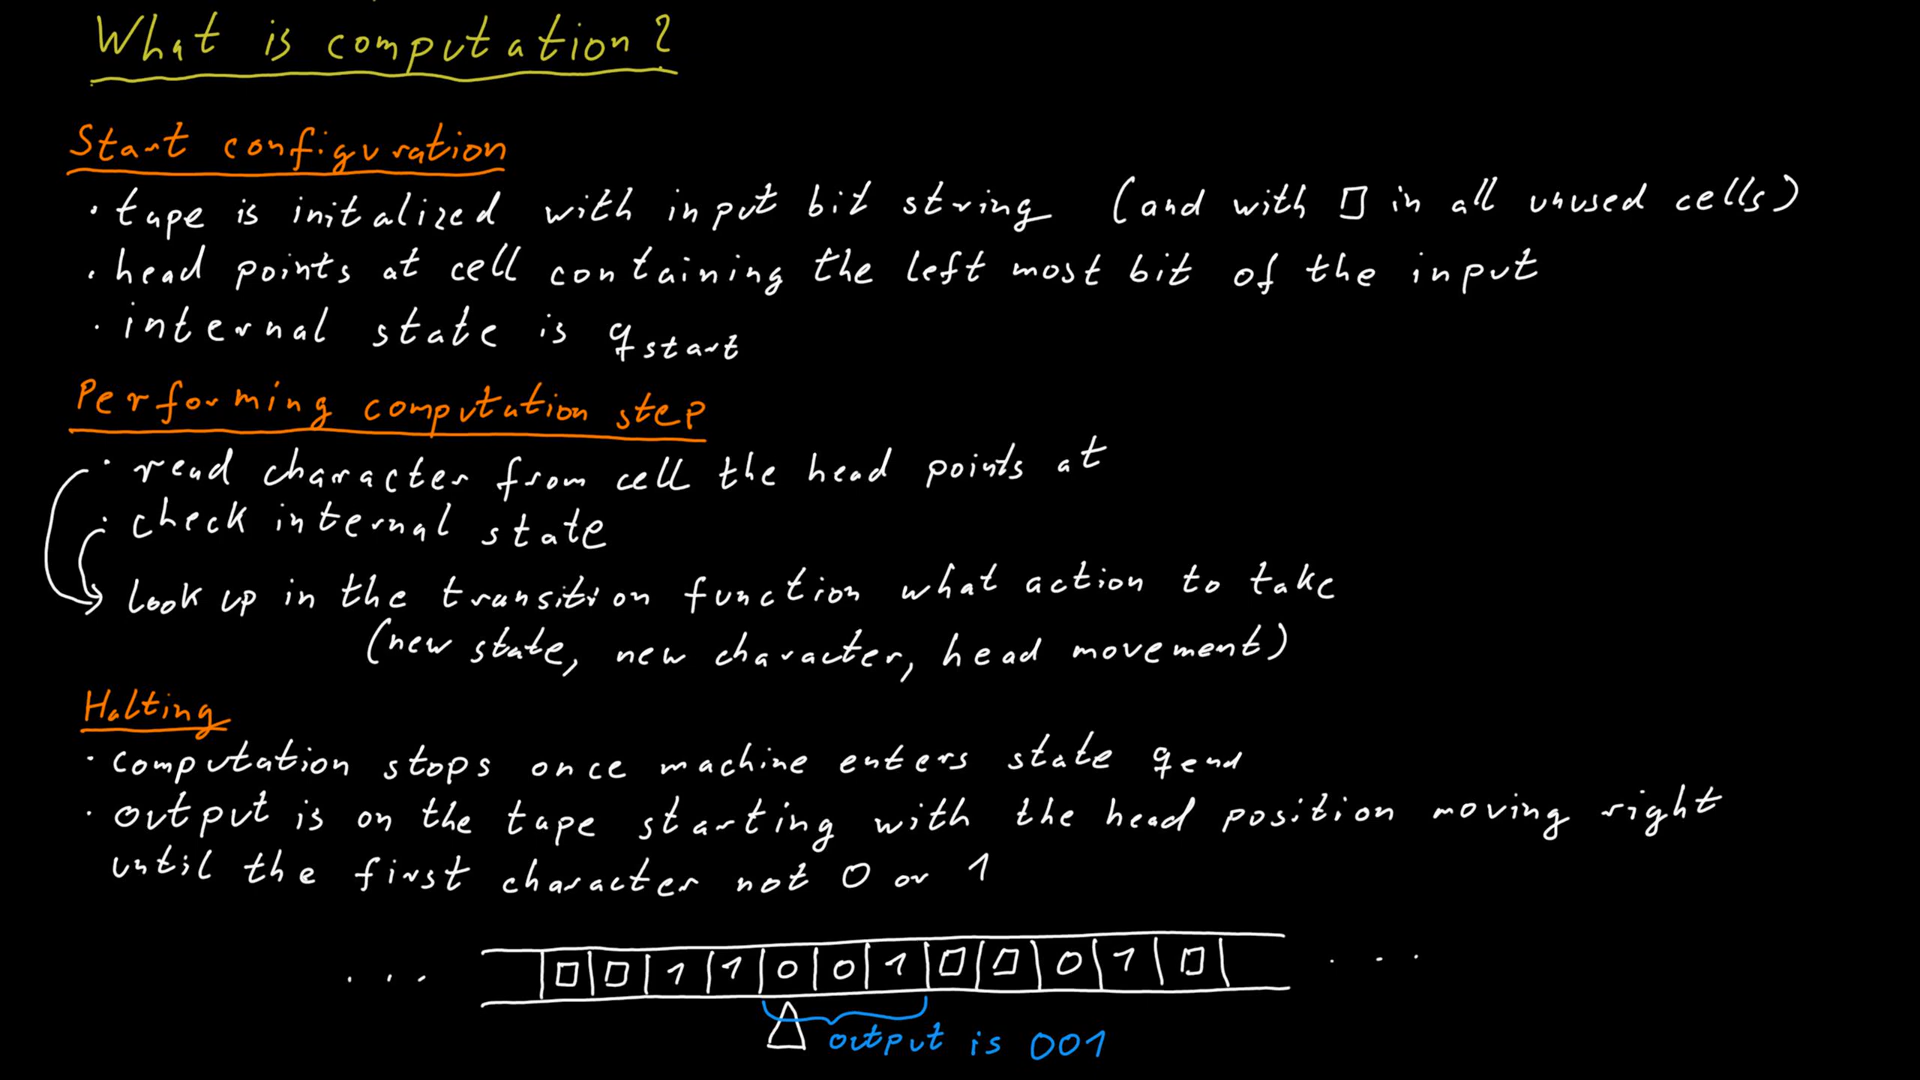 What is computation?
Start configuration
· tape is initalized with input bit string (and with □ in all unused cells)
· head points at cell containing the left most bit of the input
· internal state is qstart
Performing computation step
· read character from cell the head points at
· check internal state
look up in the transition function what action to take
(new state, new character, head movement)
Halting
· computation stops once machine enters state qend
· output is on the tape starting with the head position moving right
until the first character not 0 or 1
... □ □ 1 1 0 0 1 □ □ 0 1 □ ...
output is 001